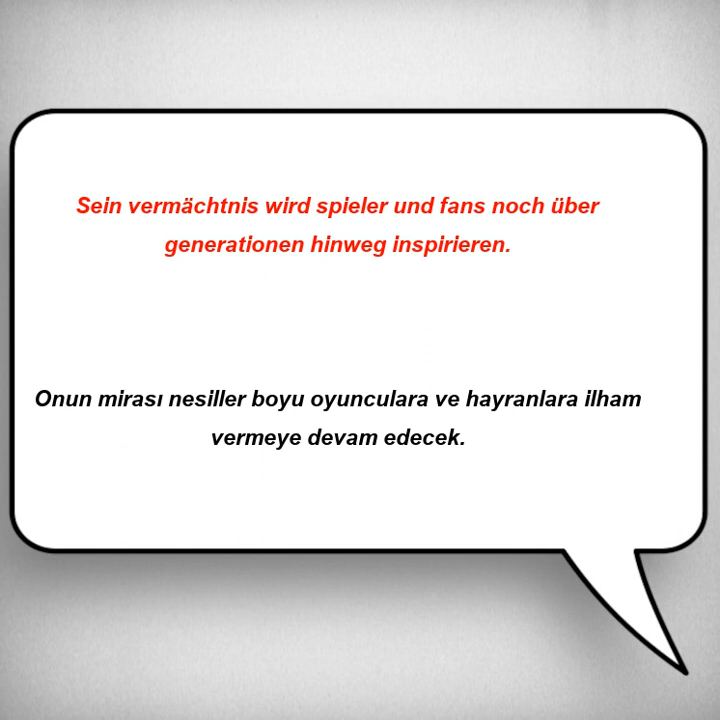 Sein vermächtnis wird spieler und fans noch über
generationen hinweg inspirieren.
Onun mirası nesiller boyu oyunculara ve hayranlara ilham
vermeye devam edecek.